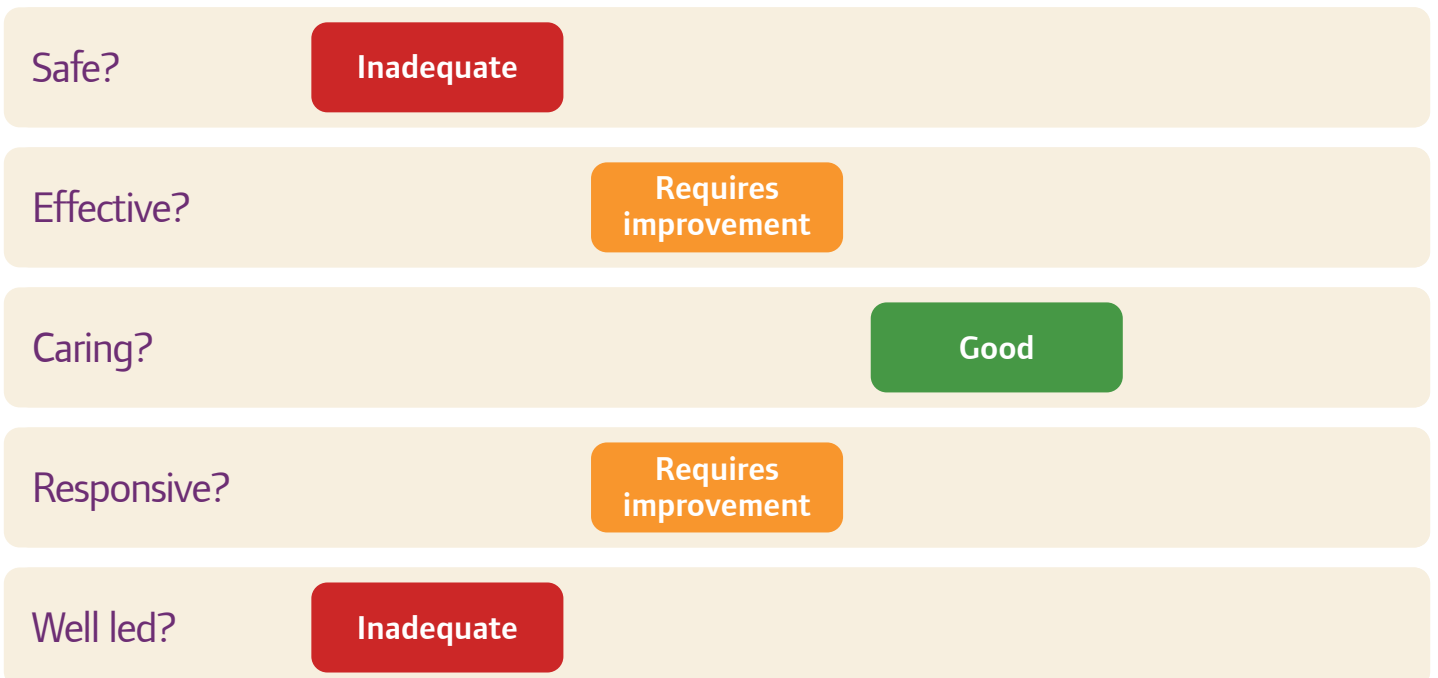 Safe?
Inadequate
Effective?
Requires
improvement
Caring?
Good
Responsive?
Requires
improvement
Well led?
Inadequate